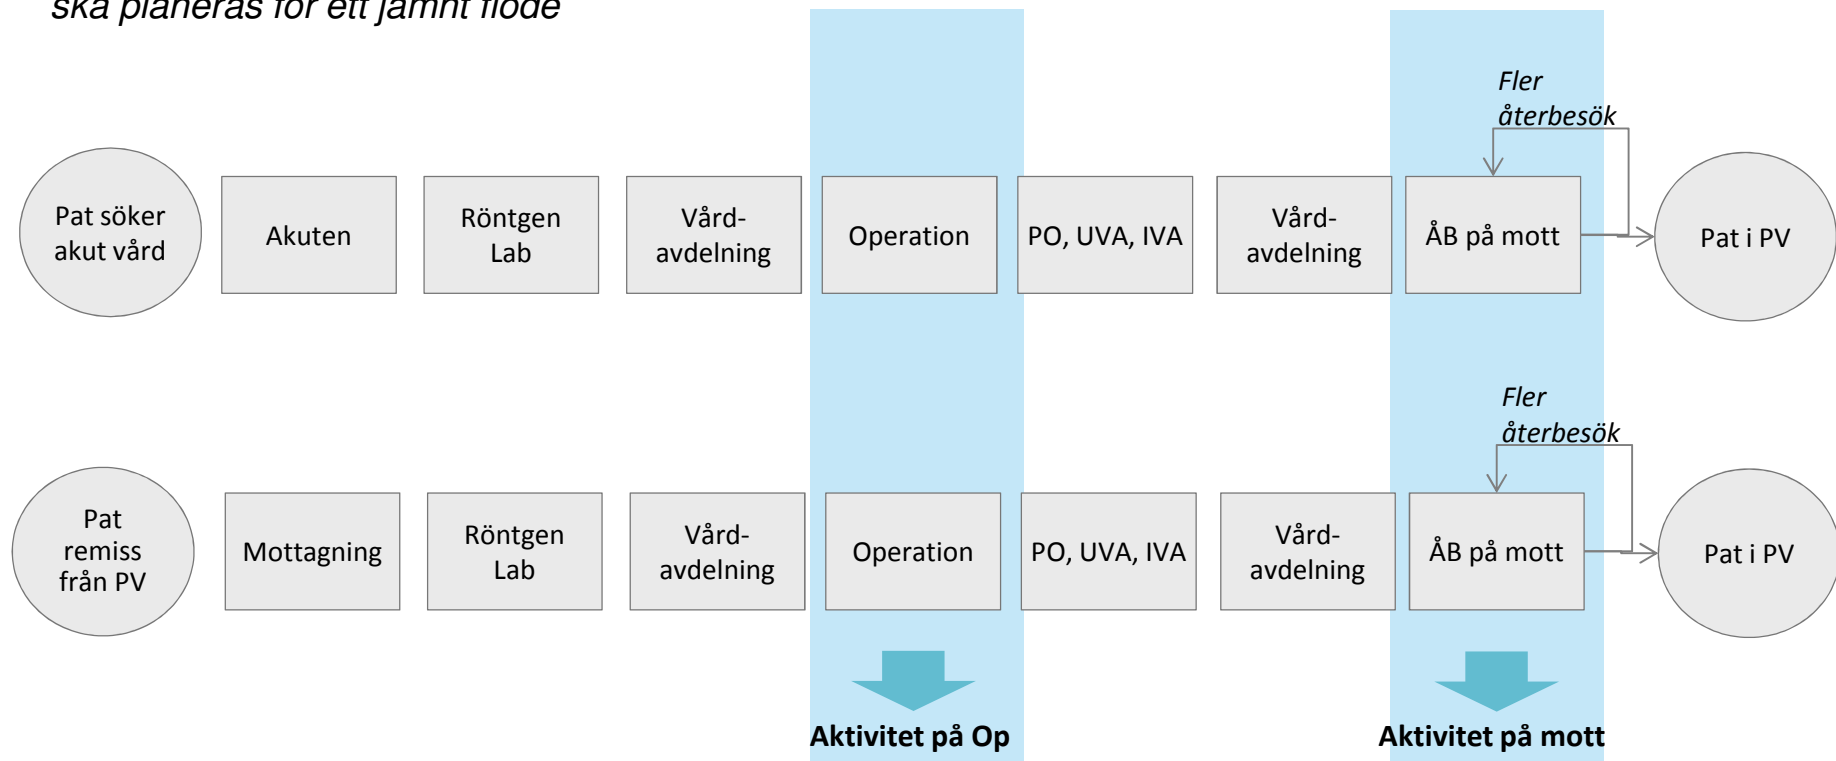 ska planeras för ett jämnt flöde
Fler
återbesök
Pat söker
akut vård
Akuten
Röntgen
Lab
Vård-
avdelning
Operation
PO, UVA, IVA
Vård-
avdelning
ÅB på mott
Pat i PV
Fler
återbesök
Pat
remiss
från PV
Mottagning
Röntgen
Lab
Vård-
avdelning
Operation
PO, UVA, IVA
Vård-
avdelning
ÅB på mott
Pat i PV
Aktivitet på Op
Aktivitet på mott